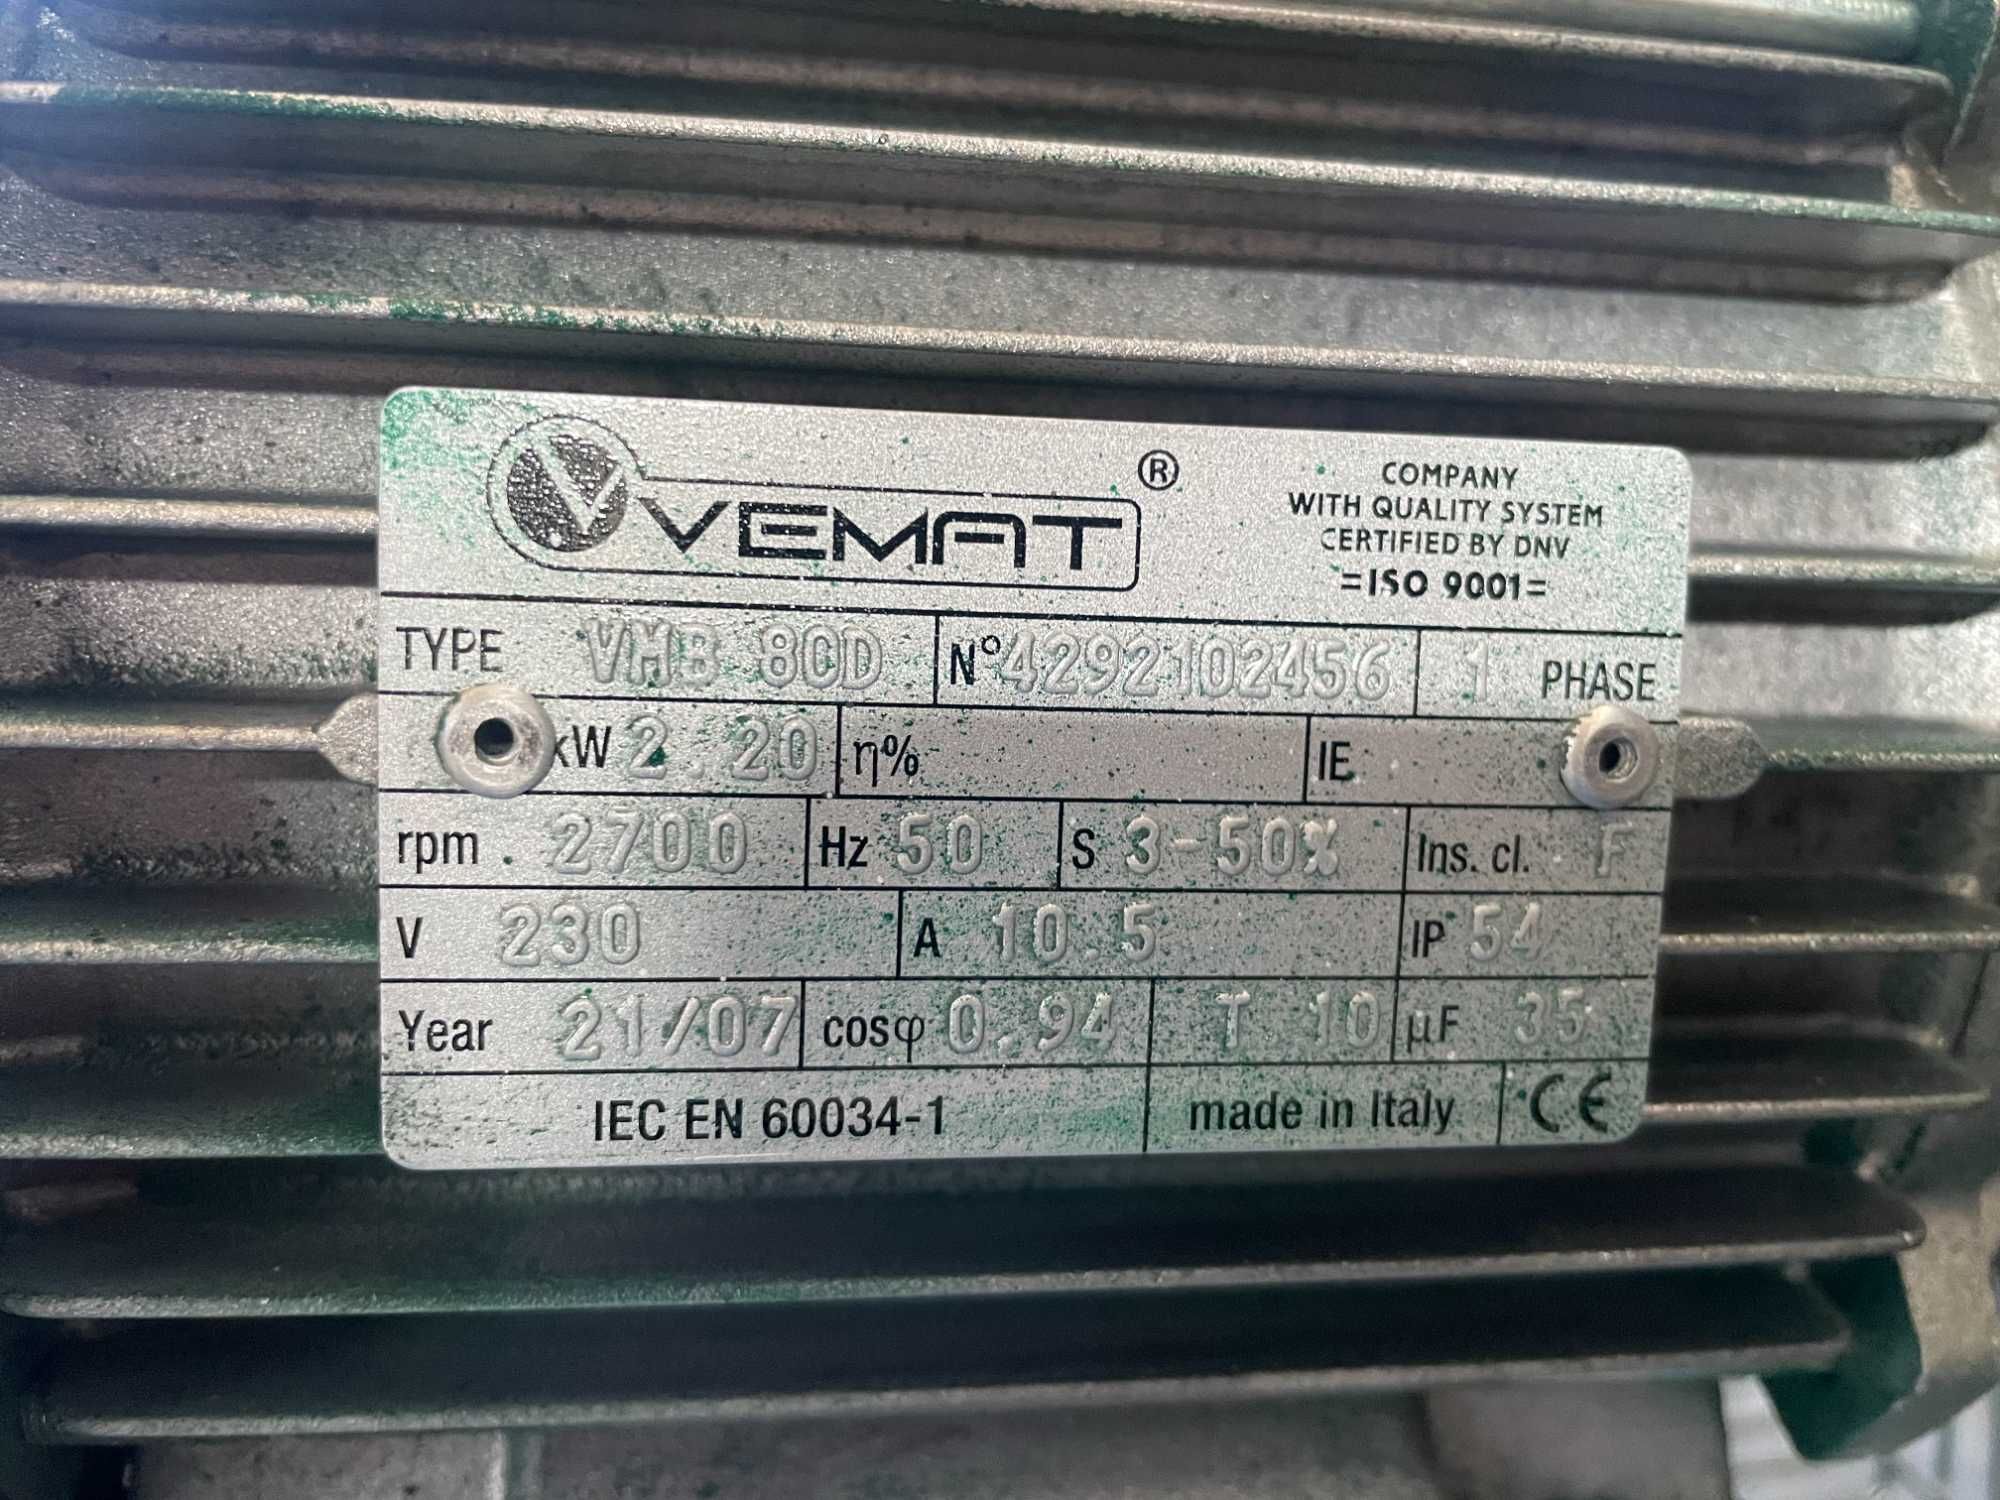 VEMAT ®
COMPANY
WITH QUALITY SYSTEM
CERTIFIED BY DNV
=ISO 9001=
TYPE VMB 80D N° 4292102456 1 PHASE
kW 2.20 η% IE
rpm. 2700 Hz 50 S 3-50% Ins. cl. F
V 230 A 10.5 IP 54
Year 21/07 cosφ 0.94 T 10 µF 35
IEC EN 60034-1 made in Italy CE